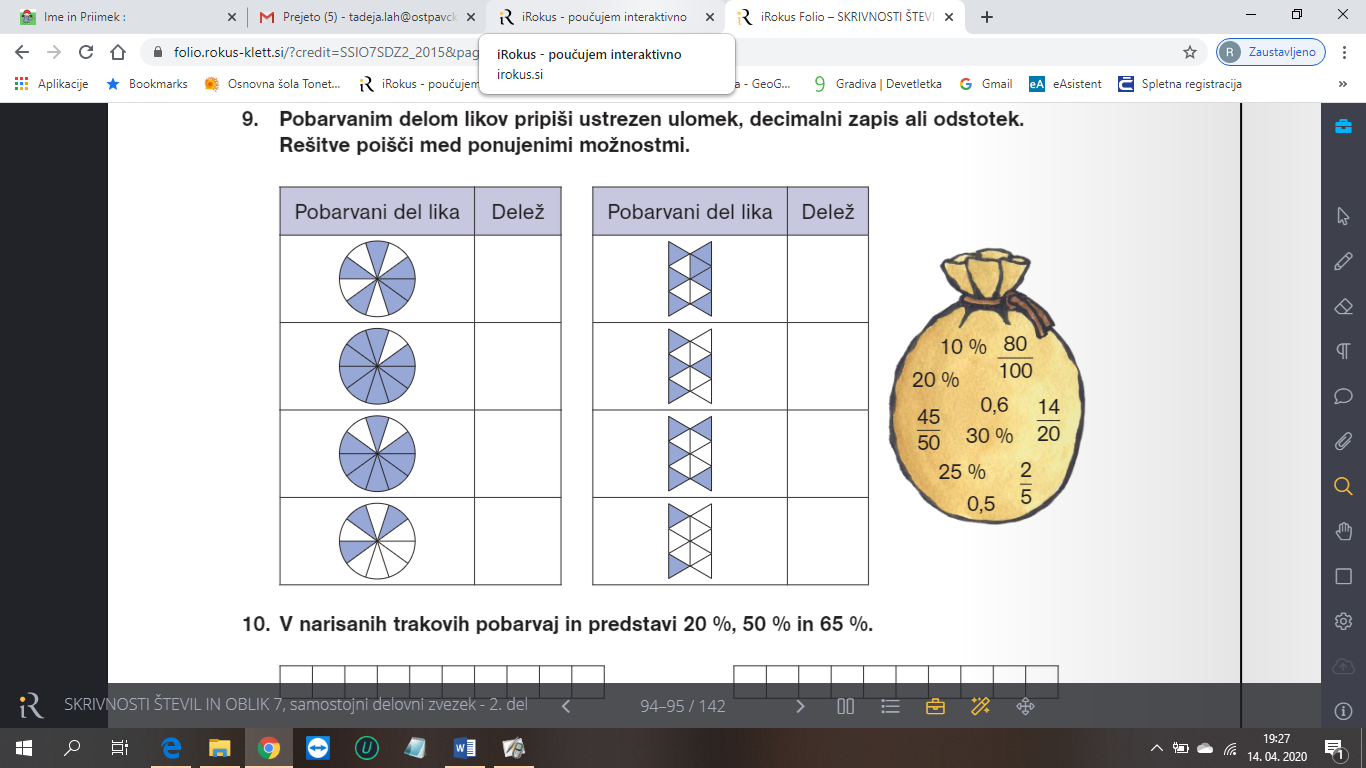 Ime in Priimek :
Prejeto (5) - tadeja.lah@ostpavck
iRokus - poučujem interaktivno
iRokus Folio – SKRIVNOSTI ŠTEVI
folio.rokus-klett.si/?credit=SSIO7SDZ2_2015&pag
iRokus - poučujem interaktivno
irokus.si
R Zaustavljeno
Aplikacije
Bookmarks
Osnovna šola Tonet...
iRokus - poučujem
a - GeoG...
Gradiva | Devetletka
Gmail
eA eAsistent
Spletna registracija
»
9. Pobarvanim delom likov pripiši ustrezen ulomek, decimalni zapis ali odstotek.
Rešitve poišči med ponujenimi možnostmi.
Pobarvani del lika Delež
Pobarvani del lika Delež
10 % 80/100
20 %
0,6 14/20
45/50 30 %
25 % 2/5
0,5
10. V narisanih trakovih pobarvaj in predstavi 20 %, 50 % in 65 %.
iR SKRIVNOSTI ŠTEVIL IN OBLIK 7, samostojni delovni zvezek - 2. del
94–95 / 142
19:27
14. 04. 2020
1